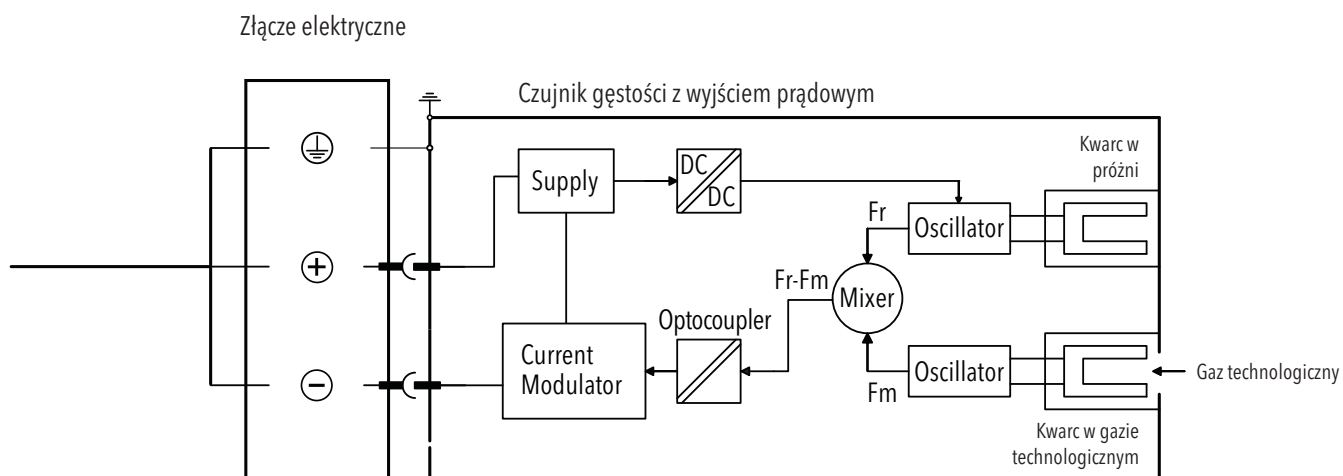 Złącze elektryczne
Czujnik gęstości z wyjściem prądowym
Kwarc w
próżni
Supply
DC
DC
Fr
Oscillator
Fr-Fm
Mixer
Optocoupler
Current
Modulator
Oscillator
Fm
Gaz technologiczny
Kwarc w gazie
technologicznym